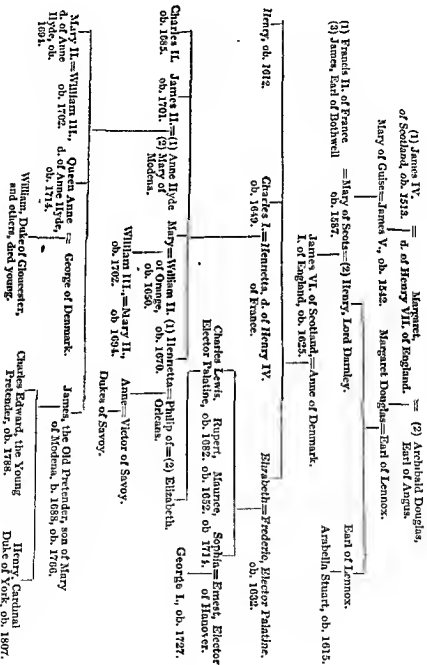 (1) James IV. = Margaret, = (2) Archibald Douglas,
of Scotland, ob. 1513. d. of Henry VII. of England. Earl of Angus.
Mary of Guise=James V., ob. 1542. Margaret Douglas=Earl of Lennox.
(1) Francis II. of France =Mary of Scots=(2) Henry, Lord Darnley. Earl of Lennox.
(3) James, Earl of Bothwell ob. 1587. Arabella Stuart, ob. 1615.
James VI. of Scotland,=Anne of Denmark.
I. of England, ob. 1625.
Henry, ob. 1612. Charles I.=Henrietta, d. of Henry IV. Elizabeth=Frederic, Elector Palatine,
ob. 1649. of France. ob. 1632.
Charles Lewis, Rupert, Maurice, Sophia=Ernest, Elector
Elector Palatine, ob. 1682. ob. 1652. ob 1714. of Hanover.
George I., ob. 1727.
Charles II. James II.=(1) Anne Hyde Mary=William II. (1) Henrietta=Philip of=(2) Elizabeth.
ob. 1685. ob. 1701. (2) Mary of of Orange, ob. 1670. Orleans.
Modena. ob. 1650.
William III.,=Mary II., Anne=Victor of Savoy.
ob. 1702. ob 1694.
Dukes of Savoy.
Mary II.=William III., Queen Anne = George of Denmark. James, the Old Pretender, son of Mary
d. of Anne ob. 1702. d. of Anne Hyde, of Modena, b. 1688, ob. 1766.
Hyde, ob. ob. 1714.
1694.
William, Duke of Gloucester, Charles Edward, the Young Henry Cardinal
and others, died young. Pretender, ob. 1788. Duke of York, ob. 1807.